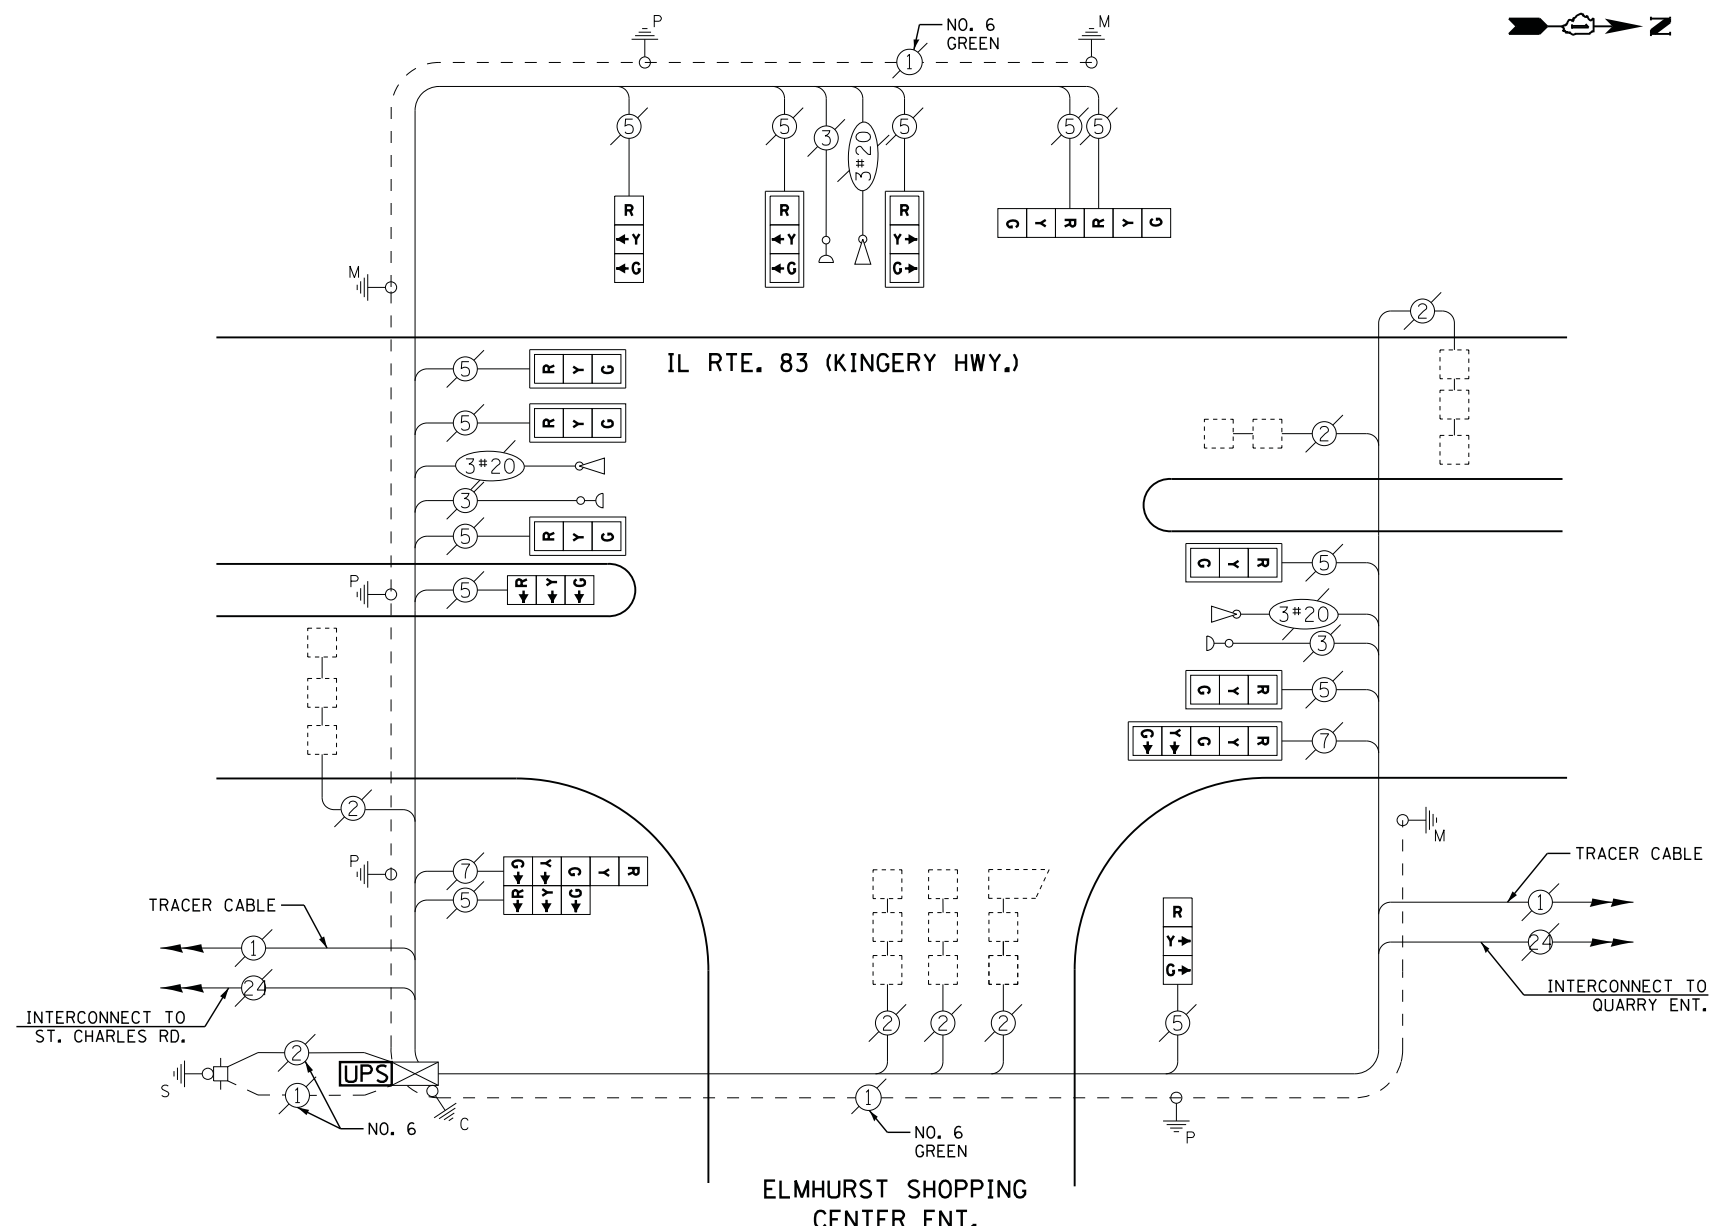 P
NO. 6
GREEN
M
N
1
5
5
3
3#20
5
5
5
R
←Y
←G
R
←Y
←G
R
Y→
G→
G Y R R Y G
M
2
IL RTE. 83 (KINGERY HWY.)
5
R Y G
5
R Y G
3#20
3
5
R Y G
P
5
←R ←Y ←G
2
5
G Y R
3#20
3
5
G Y R
7
G→ Y→ G Y R
2
P
7
G→ Y→ G Y R
5
R→ Y→ G→
M
TRACER CABLE
1
24
INTERCONNECT TO
QUARRY ENT.
TRACER CABLE
1
24
INTERCONNECT TO
ST. CHARLES RD.
R
Y→
G→
2
2
2
5
S
2
1
UPS
C
NO. 6
1
NO. 6
GREEN
P
ELMHURST SHOPPING
CENTER ENT.